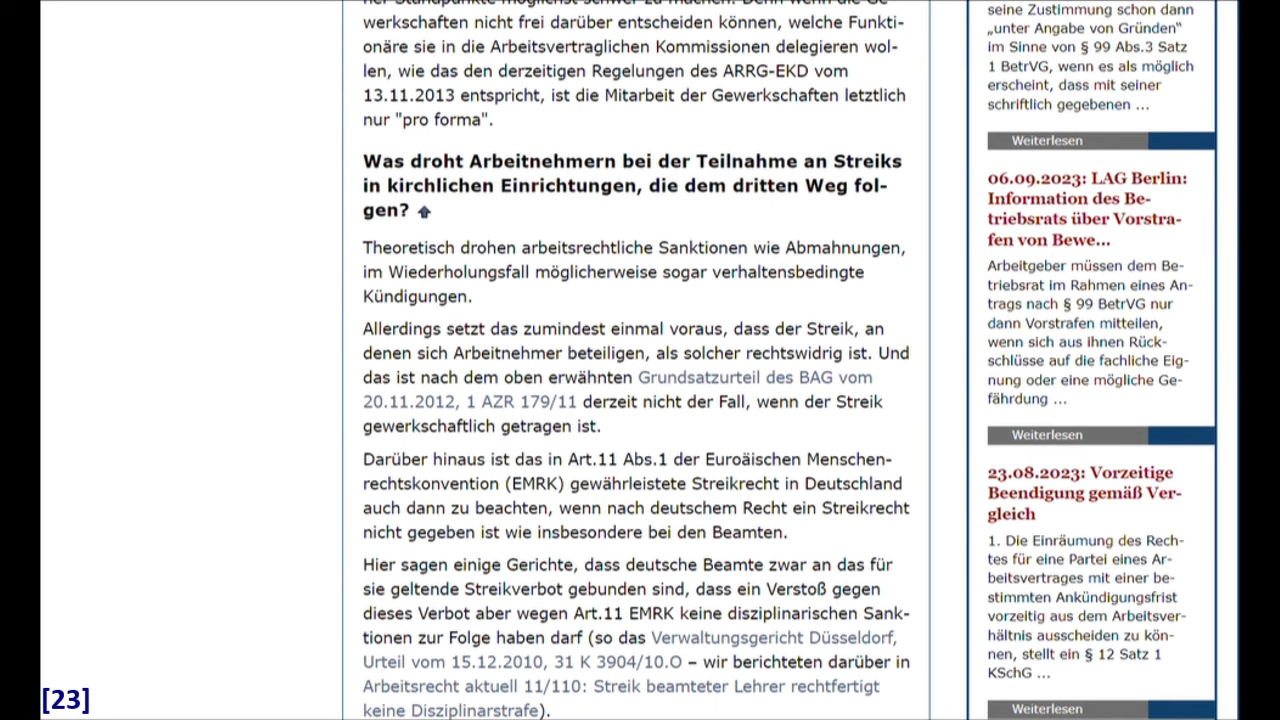 werkschaften nicht frei darüber entscheiden können, welche Funkti-
onäre sie in die Arbeitsvertraglichen Kommissionen delegieren wol-
len, wie das den derzeitigen Regelungen des ARRG-EKD vom
13.11.2013 entspricht, ist die Mitarbeit der Gewerkschaften letztlich
nur "pro forma".
Was droht Arbeitnehmern bei der Teilnahme an Streiks
in kirchlichen Einrichtungen, die dem dritten Weg fol-
gen?
Theoretisch drohen arbeitsrechtliche Sanktionen wie Abmahnungen,
im Wiederholungsfall möglicherweise sogar verhaltensbedingte
Kündigungen.
Allerdings setzt das zumindest einmal voraus, dass der Streik, an
denen sich Arbeitnehmer beteiligen, als solcher rechtswidrig ist. Und
das ist nach dem oben erwähnten Grundsatzurteil des BAG vom
20.11.2012, 1 AZR 179/11 derzeit nicht der Fall, wenn der Streik
gewerkschaftlich getragen ist.
Darüber hinaus ist das in Art.11 Abs.1 der Euroäischen Menschen-
rechtskonvention (EMRK) gewährleistete Streikrecht in Deutschland
auch dann zu beachten, wenn nach deutschem Recht ein Streikrecht
nicht gegeben ist wie insbesondere bei den Beamten.
Hier sagen einige Gerichte, dass deutsche Beamte zwar an das für
sie geltende Streikverbot gebunden sind, dass ein Verstoß gegen
dieses Verbot aber wegen Art.11 EMRK keine disziplinarischen Sank-
tionen zur Folge haben darf (so das Verwaltungsgericht Düsseldorf,
Urteil vom 15.12.2010, 31 K 3904/10.O – wir berichteten darüber in
Arbeitsrecht aktuell 11/110: Streik beamteter Lehrer rechtfertigt
keine Disziplinarstrafe).
seine Zustimmung schon dann
„unter Angabe von Gründen“
im Sinne von § 99 Abs.3 Satz
1 BetrVG, wenn es als möglich
erscheint, dass mit seiner
schriftlich gegebenen ...
Weiterlesen
06.09.2023: LAG Berlin:
Information des Be-
triebsrats über Vorstra-
fen von Bewe...
Arbeitgeber müssen dem Be-
triebsrat im Rahmen eines An-
trags nach § 99 BetrVG nur
dann Vorstrafen mitteilen,
wenn sich aus ihnen Rück-
schlüsse auf die fachliche Eig-
nung oder eine mögliche Ge-
fährdung ...
Weiterlesen
23.08.2023: Vorzeitige
Beendigung gemäß Ver-
gleich
1. Die Einräumung des Rech-
tes für eine Partei eines Ar-
beitsvertrages mit einer be-
stimmten Ankündigungsfrist
vorzeitig aus dem Arbeitsver-
hältnis ausscheiden zu kön-
nen, stellt ein § 12 Satz 1
KSchG ...
Weiterlesen
[23]